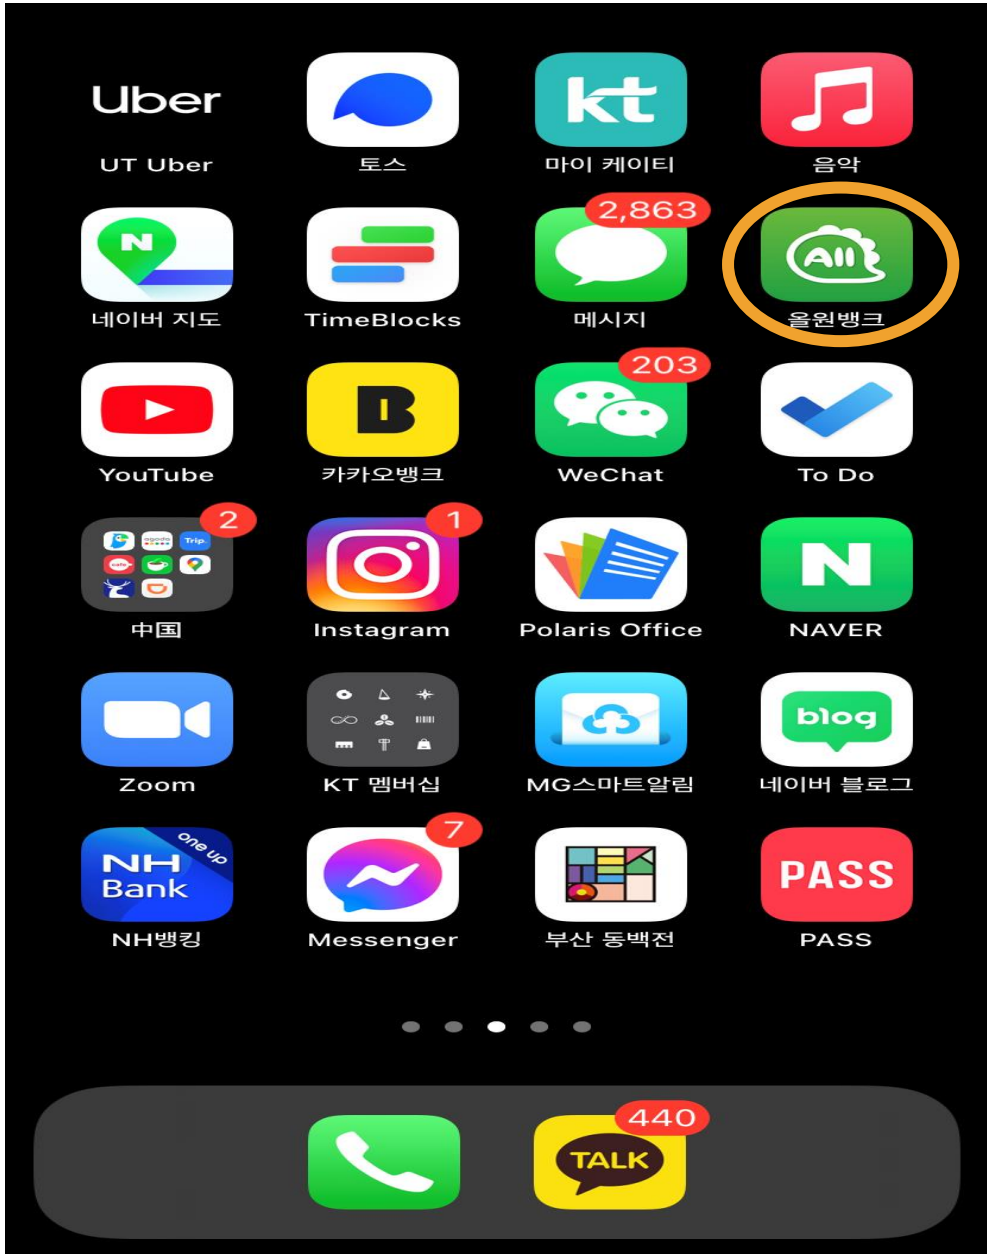 Uber
kt
UT Uber
토스
마이 케이티
음악
N
2,863
All
네이버 지도
TimeBlocks
메시지
올원뱅크
B
203
YouTube
카카오뱅크
WeChat
To Do
2
agoda
Trip.
1
N
中国
Instagram
Polaris Office
NAVER
blog
Zoom
KT 멤버십
MG스마트알림
네이버 블로그
one up
NH
Bank
7
PASS
NH뱅킹
Messenger
부산 동백전
PASS
440
TALK